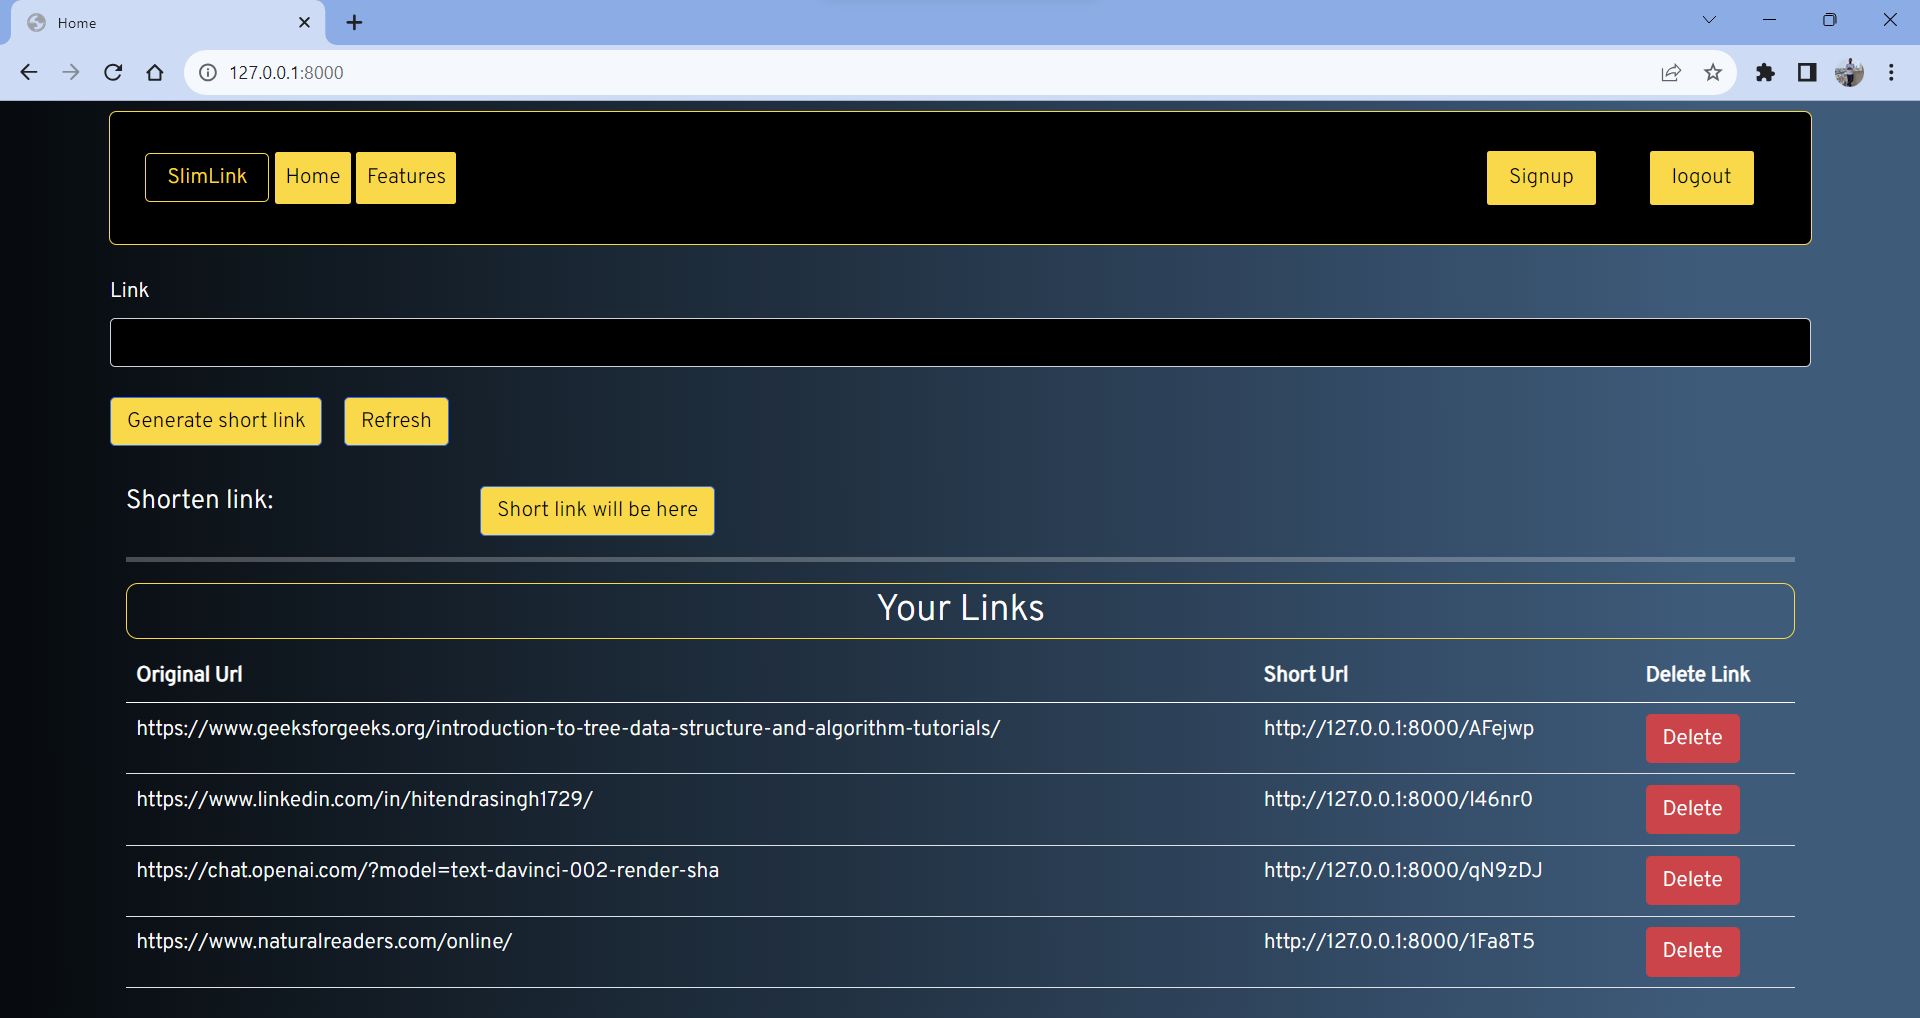 Home
127.0.0.1:8000
SlimLink Home Features Signup logout
Link
Generate short link Refresh
Shorten link: Short link will be here
Your Links
Original Url Short Url Delete Link
https://www.geeksforgeeks.org/introduction-to-tree-data-structure-and-algorithm-tutorials/ http://127.0.0.1:8000/AFejwp Delete
https://www.linkedin.com/in/hitendrasingh1729/ http://127.0.0.1:8000/I46nr0 Delete
https://chat.openai.com/?model=text-davinci-002-render-sha http://127.0.0.1:8000/qN9zDJ Delete
https://www.naturalreaders.com/online/ http://127.0.0.1:8000/1Fa8T5 Delete